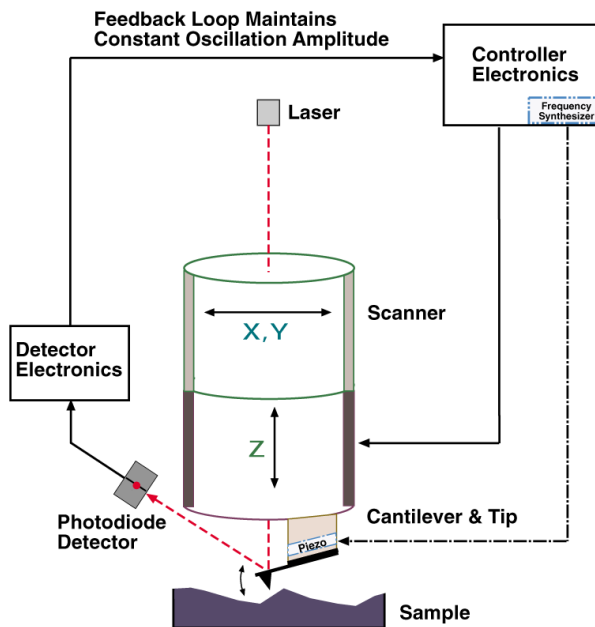 Feedback Loop Maintains
Constant Oscillation Amplitude
Controller
Electronics
Frequency
Synthesizer
Laser
Scanner
X, Y
Detector
Electronics
Z
Photodiode
Detector
Cantilever & Tip
Piezo
Sample